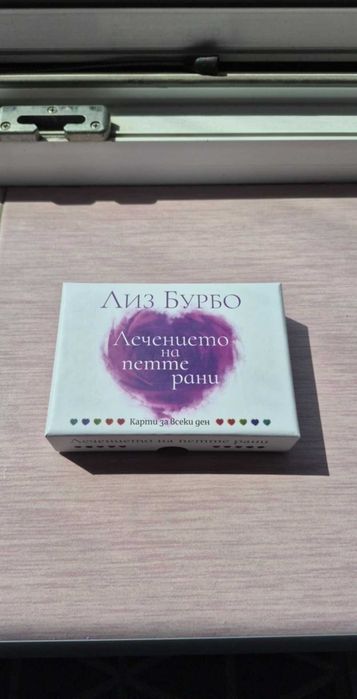 Лиз Бурбо
Лечението
на
петте
рани
Карти за всеки ден
Лечението на петте рани